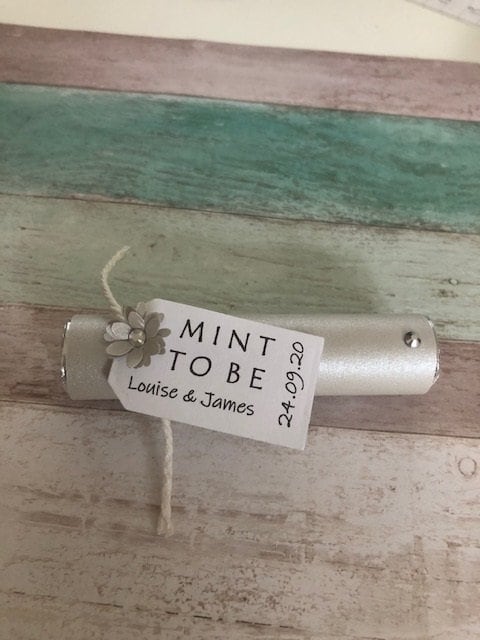 MINT
TO BE
Louise & James
24.09.20